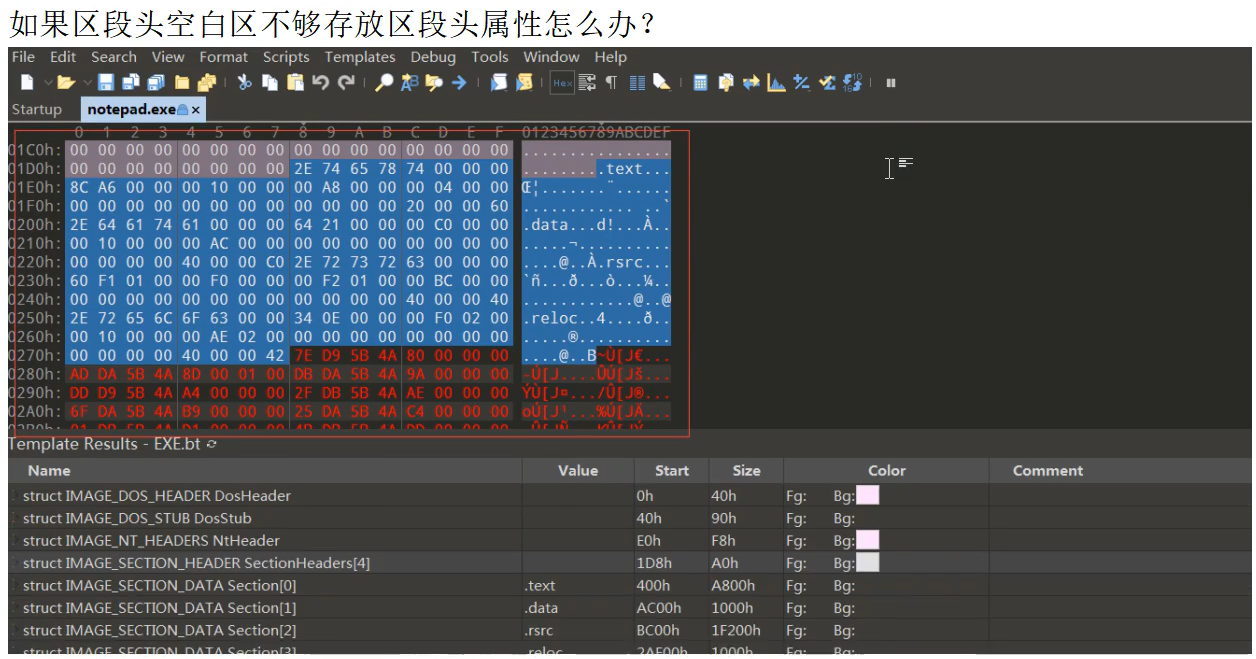 如果区段头空白区不够存放区段头属性怎么办？
File Edit Search View Format Scripts Templates Debug Tools Window Help
Startup notepad.exe ×
0 1 2 3 4 5 6 7 8 9 A B C D E F 0123456789ABCDEF
01C0h: 00 00 00 00 00 00 00 00 00 00 00 00 00 00 00 00 ................
01D0h: 00 00 00 00 00 00 00 00 2E 74 65 78 74 00 00 00 .........text...
01E0h: 8C A6 00 00 00 10 00 00 00 A8 00 00 00 04 00 00 Œ¦.......¨......
01F0h: 00 00 00 00 00 00 00 00 00 00 00 00 20 00 00 60 ............ ..`
0200h: 2E 64 61 74 61 00 00 00 64 21 00 00 00 C0 00 00 .data...d!...À..
0210h: 00 10 00 00 00 AC 00 00 00 00 00 00 00 00 00 00 .....¬..........
0220h: 00 00 00 00 40 00 00 C0 2E 72 73 72 63 00 00 00 ....@..À.rsrc...
0230h: 60 F1 01 00 00 F0 00 00 00 F2 01 00 00 BC 00 00 `ñ...ð...ò...¼..
0240h: 00 00 00 00 00 00 00 00 00 00 00 00 40 00 00 40 ............@..@
0250h: 2E 72 65 6C 6F 63 00 00 34 0E 00 00 00 F0 02 00 .reloc..4....ð..
0260h: 00 10 00 00 00 AE 02 00 00 00 00 00 00 00 00 00 .....®..........
0270h: 00 00 00 00 40 00 00 42 7E D9 5B 4A 80 00 00 00 ....@..B~Ù[J€...
0280h: AD DA 5B 4A 8D 00 01 00 DB DA 5B 4A 9A 00 00 00 -Ú[J....ÛÚ[Jš...
0290h: DD D9 5B 4A A4 00 00 00 2F DB 5B 4A AE 00 00 00 ÝÙ[J¤.../Û[J®...
02A0h: 6F DA 5B 4A B9 00 00 00 25 DA 5B 4A C4 00 00 00 oÚ[J¹...%Ú[JÄ...
Template Results - EXE.bt
Name Value Start Size Color Comment
struct IMAGE_DOS_HEADER DosHeader 0h 40h Fg: Bg:
struct IMAGE_DOS_STUB DosStub 40h 90h Fg: Bg:
struct IMAGE_NT_HEADERS NtHeader E0h F8h Fg: Bg:
struct IMAGE_SECTION_HEADER SectionHeaders[4] 1D8h A0h Fg: Bg:
struct IMAGE_SECTION_DATA Section[0] .text 400h A800h Fg: Bg:
struct IMAGE_SECTION_DATA Section[1] .data AC00h 1000h Fg: Bg:
struct IMAGE_SECTION_DATA Section[2] .rsrc BC00h 1F200h Fg: Bg:
struct IMAGE_SECTION_DATA Section[3] .reloc 2AE00h 1000h Fg: Bg: